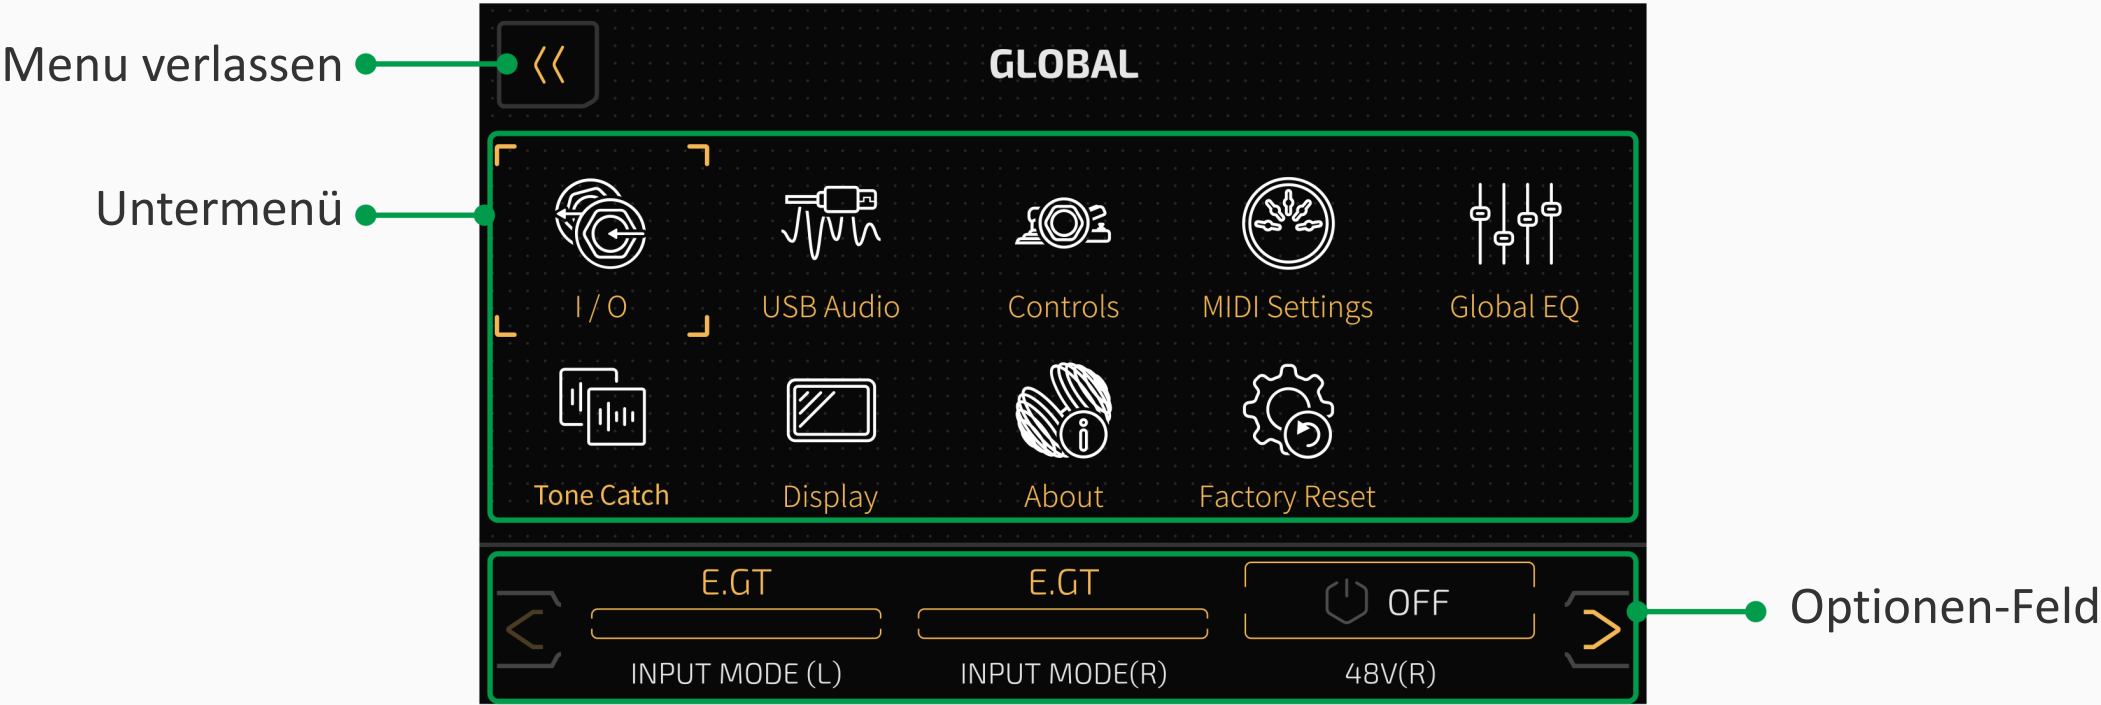 Menu verlassen
GLOBAL
Untermenü
I / O
USB Audio
Controls
MIDI Settings
Global EQ
Tone Catch
Display
About
Factory Reset
E.GT
E.GT
OFF
INPUT MODE (L)
INPUT MODE(R)
48V(R)
Optionen-Feld